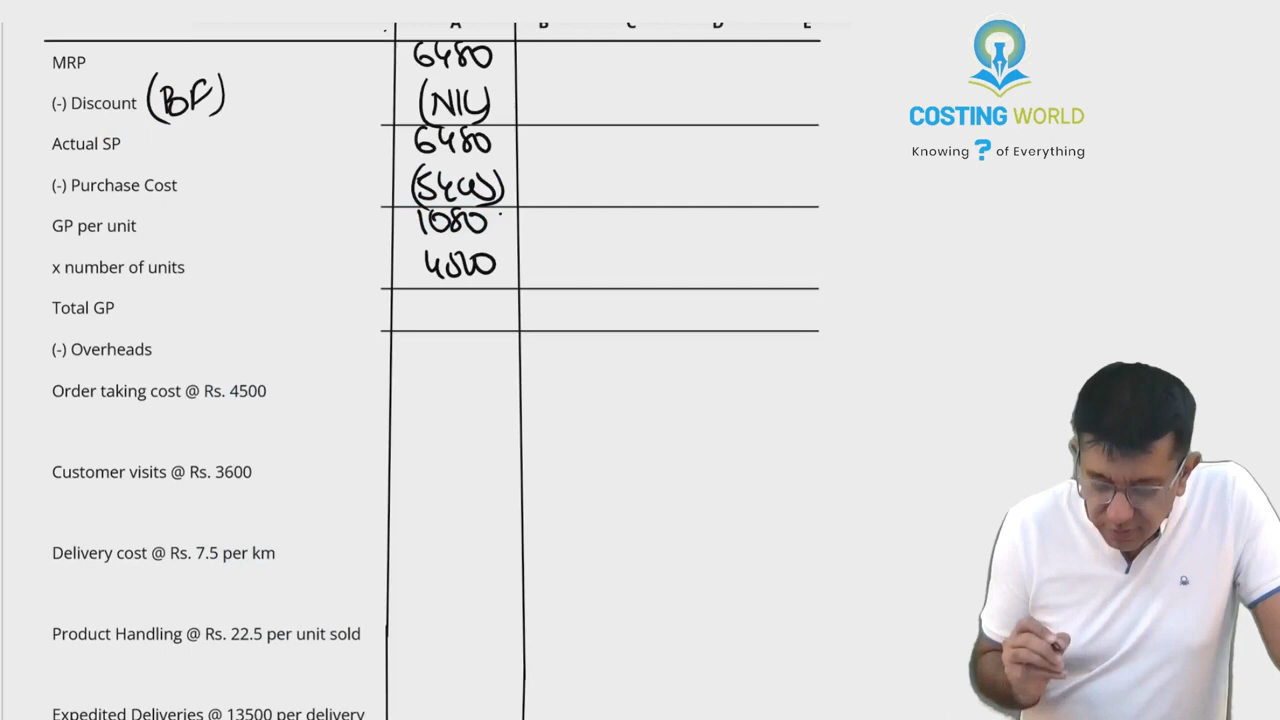 A B C D E
MRP 6480
(-) Discount (BF) (NIL)
Actual SP 6480
(-) Purchase Cost (5400)
GP per unit 1080
x number of units
Total GP
(-) Overheads
Order taking cost @ Rs. 4500
Customer visits @ Rs. 3600
Delivery cost @ Rs. 7.5 per km
Product Handling @ Rs. 22.5 per unit sold
Expedited Deliveries @ 13500 per delivery
COSTING WORLD
Knowing ? of Everything